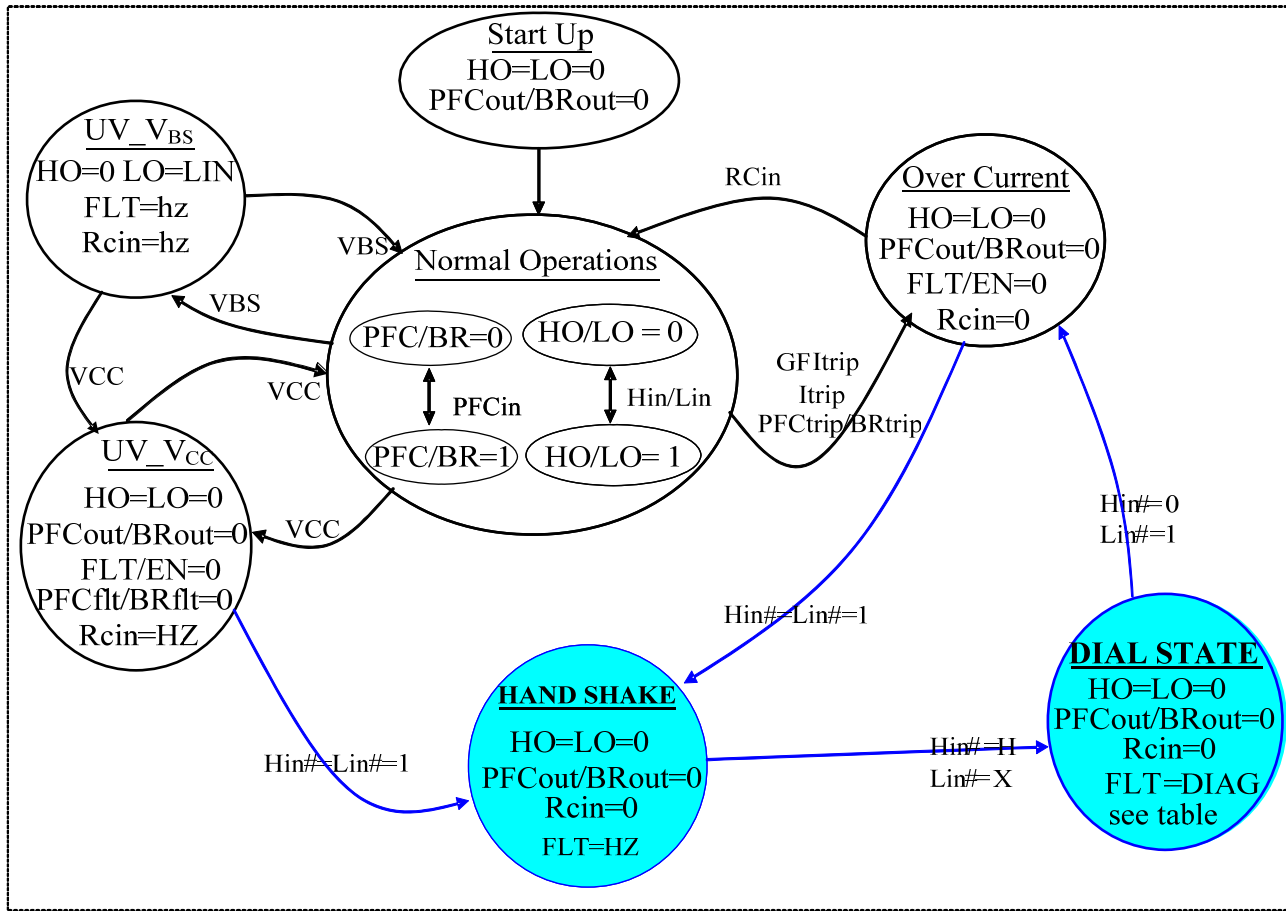 Start Up
HO=LO=0
PFCout/BRout=0
UV_VBS
HO=0 LO=LIN
FLT=hz
Rcin=hz
VBS
VBS
RCin
Over Current
HO=LO=0
PFCout/BRout=0
FLT/EN=0
Rcin=0
Normal Operations
PFC/BR=0
HO/LO = 0
PFCin
Hin/Lin
PFC/BR=1
HO/LO= 1
VCC
VCC
VCC
GFItrip
Itrip
PFCtrip/BRtrip
UV_VCC
HO=LO=0
PFCout/BRout=0
FLT/EN=0
PFCflt/BRflt=0
Rcin=HZ
Hin#=0
Lin#=1
Hin#=Lin#=1
Hin#=Lin#=1
HAND SHAKE
HO=LO=0
PFCout/BRout=0
Rcin=0
FLT=HZ
Hin#=H
Lin#=X
DIAL STATE
HO=LO=0
PFCout/BRout=0
Rcin=0
FLT=DIAG
see table